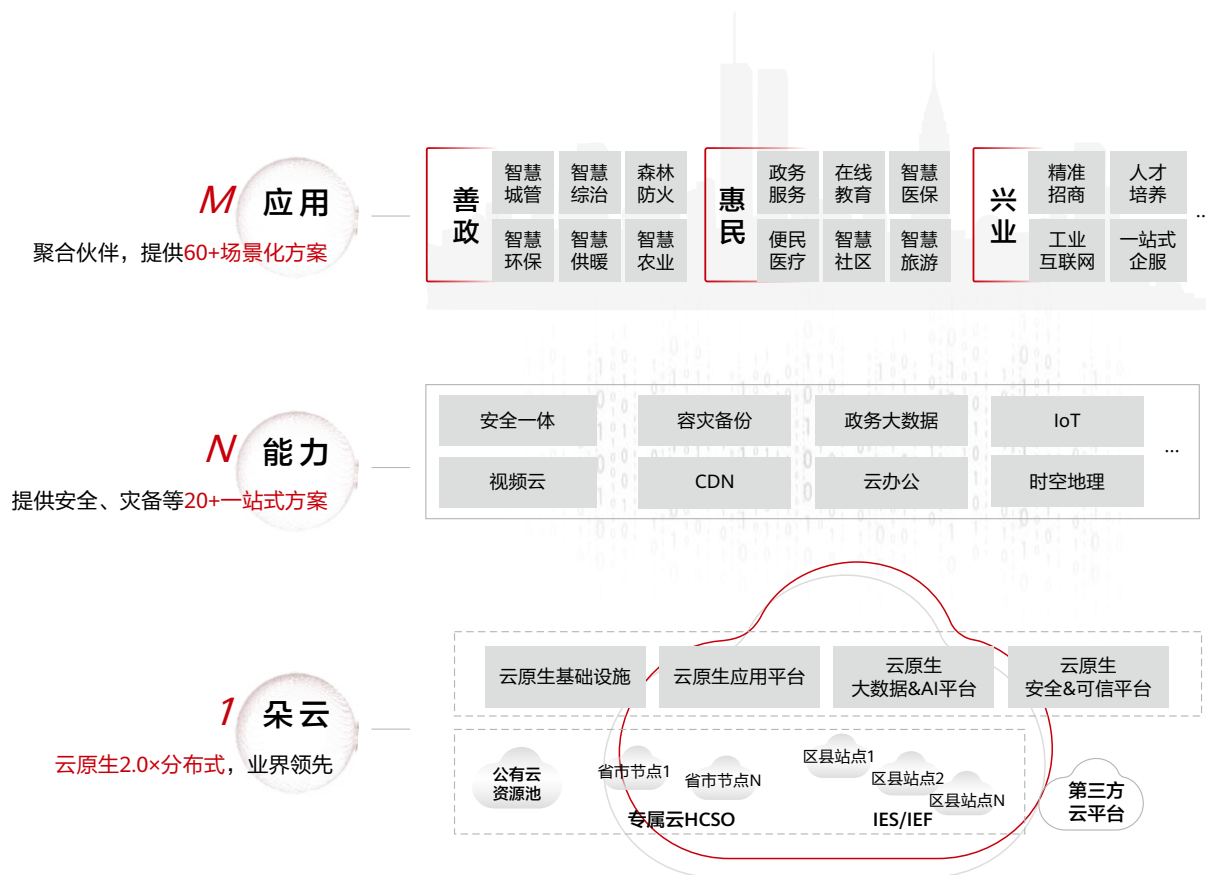 M 应用
聚合伙伴，提供60+场景化方案
善
政
智慧
城管
智慧
综治
森林
防火
智慧
环保
智慧
供暖
智慧
农业
惠
民
政务
服务
在线
教育
智慧
医保
便民
医疗
智慧
社区
智慧
旅游
兴
业
精准
招商
人才
培养
工业
互联网
一站式
企服
...
N 能力
提供安全、灾备等20+一站式方案
安全一体
容灾备份
政务大数据
IoT
视频云
CDN
云办公
时空地理
...
1 朵云
云原生2.0×分布式，业界领先
云原生基础设施
云原生应用平台
云原生
大数据&AI平台
云原生
安全&可信平台
公有云
资源池
省市节点1
省市节点N
专属云HCSO
区县站点1
区县站点2
区县站点N
IES/IEF
第三方
云平台